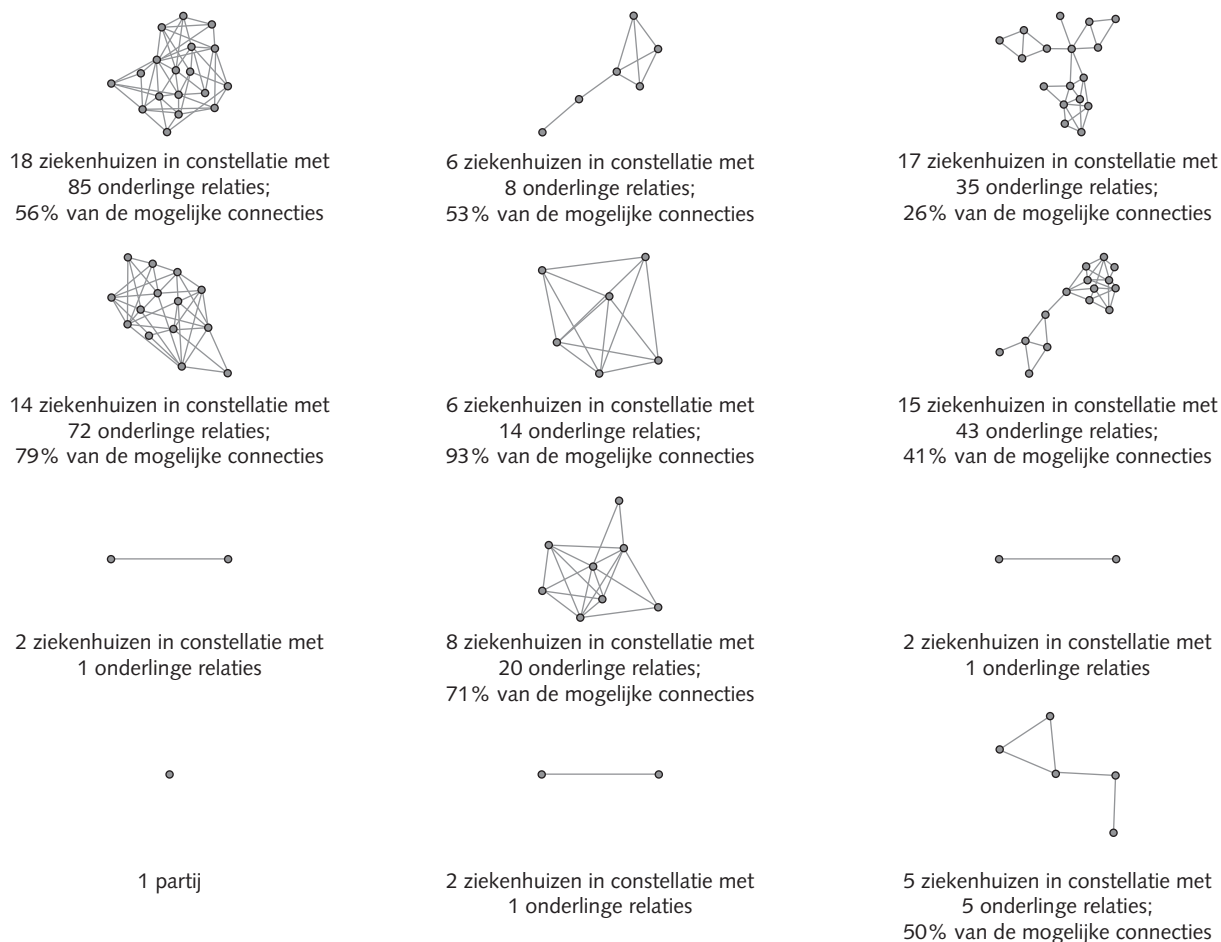 18 ziekenhuizen in constellatie met
85 onderlinge relaties;
56% van de mogelijke connecties
6 ziekenhuizen in constellatie met
8 onderlinge relaties;
53% van de mogelijke connecties
17 ziekenhuizen in constellatie met
35 onderlinge relaties;
26% van de mogelijke connecties
14 ziekenhuizen in constellatie met
72 onderlinge relaties;
79% van de mogelijke connecties
6 ziekenhuizen in constellatie met
14 onderlinge relaties;
93% van de mogelijke connecties
15 ziekenhuizen in constellatie met
43 onderlinge relaties;
41% van de mogelijke connecties
2 ziekenhuizen in constellatie met
1 onderlinge relaties
8 ziekenhuizen in constellatie met
20 onderlinge relaties;
71% van de mogelijke connecties
2 ziekenhuizen in constellatie met
1 onderlinge relaties
1 partij
2 ziekenhuizen in constellatie met
1 onderlinge relaties
5 ziekenhuizen in constellatie met
5 onderlinge relaties;
50% van de mogelijke connecties